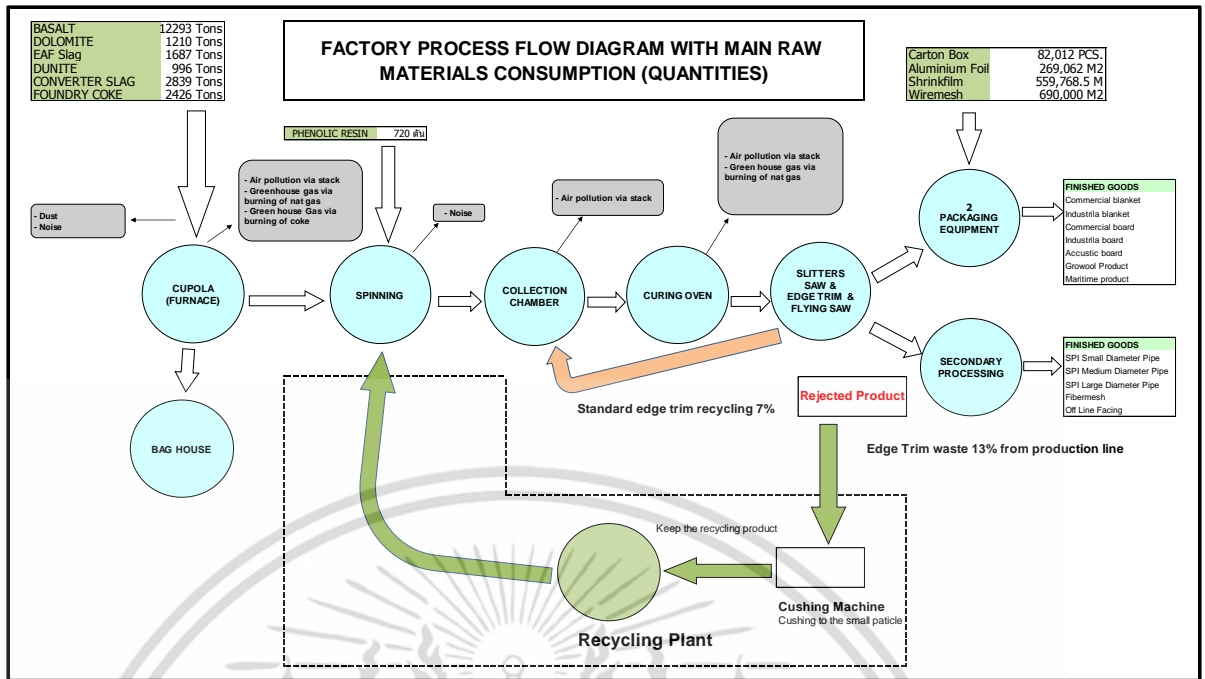 BASALT 12293 Tons
DOLOMITE 1210 Tons
EAF Slag 1687 Tons
DUNITE 996 Tons
CONVERTER SLAG 2839 Tons
FOUNDRY COKE 2426 Tons
FACTORY PROCESS FLOW DIAGRAM WITH MAIN RAW
MATERIALS CONSUMPTION (QUANTITIES)
Carton Box 82,012 PCS.
Aluminium Foil 269,062 M2
Shrinkfilm 559,768.5 M
Wiremesh 690,000 M2
PHENOLIC RESIN 720 ตัน
- Dust
- Noise
- Air pollution via stack
- Greenhouse gas via
burning of nat gas
- Green house Gas via
burning of coke
- Noise
- Air pollution via stack
- Air pollution via stack
- Green house gas via
burning of nat gas
CUPOLA
(FURNACE)
SPINNING
COLLECTION
CHAMBER
CURING OVEN
SLITTERS
SAW &
EDGE TRIM &
FLYING SAW
2
PACKAGING
EQUIPMENT
FINISHED GOODS
Commercial blanket
Industrila blanket
Commercial board
Industrila board
Accustic board
Growool Product
Maritime product
SECONDARY
PROCESSING
FINISHED GOODS
SPI Small Diameter Pipe
SPI Medium Diameter Pipe
SPI Large Diameter Pipe
Fibermesh
Off Line Facing
BAG HOUSE
Standard edge trim recycling 7%
Rejected Product
Edge Trim waste 13% from production line
Keep the recycling product
Cushing Machine
Cushing to the small paticle
Recycling Plant